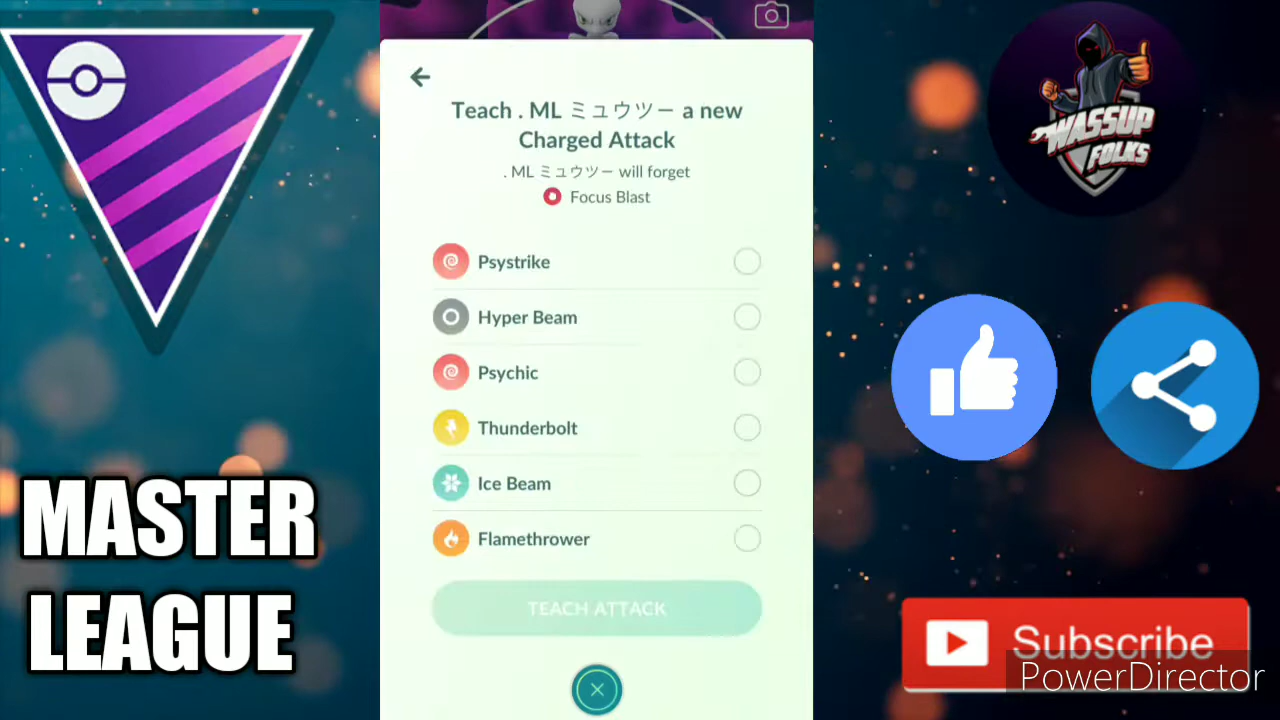 Teach . ML ミュウツー a new
Charged Attack
. ML ミュウツー will forget
Focus Blast
Psystrike
Hyper Beam
Psychic
Thunderbolt
Ice Beam
Flamethrower
TEACH ATTACK
MASTER
LEAGUE
WASSUP
FOLKS
Subscribe
PowerDirector